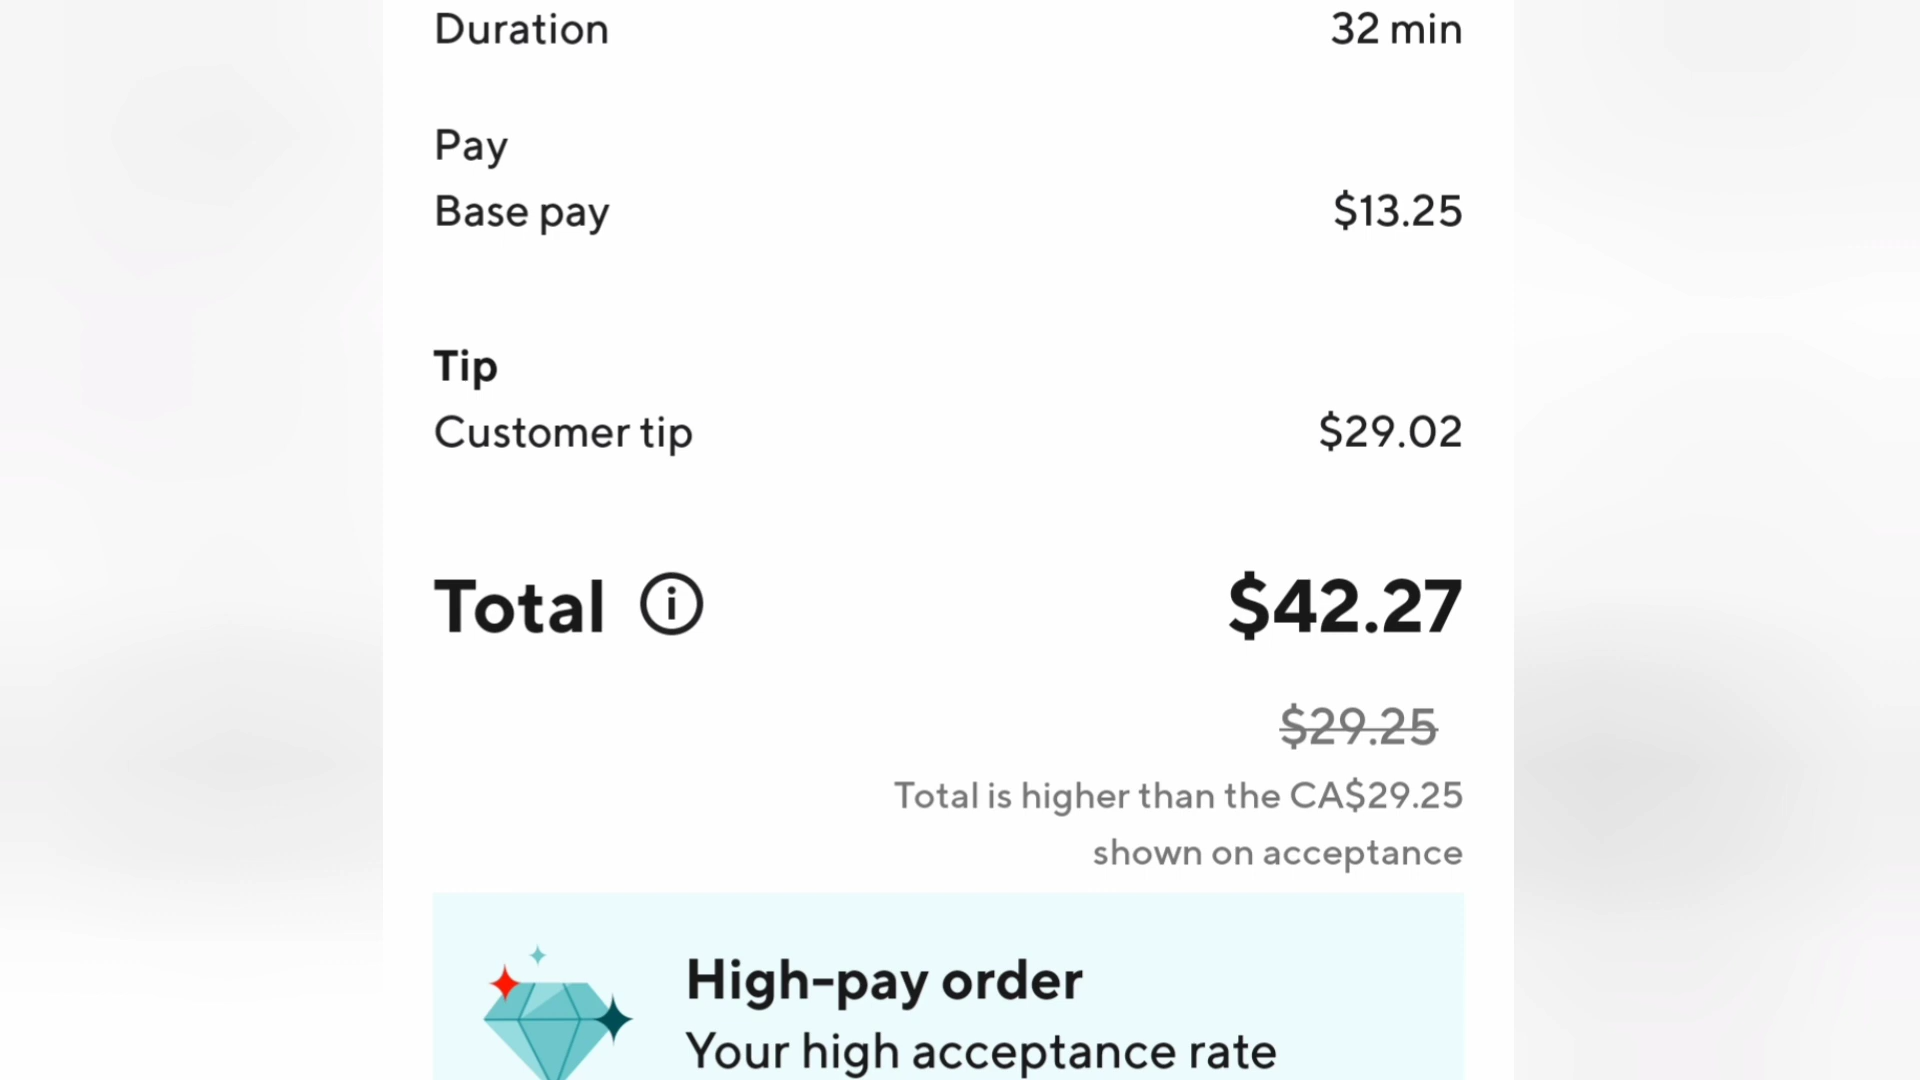 Duration 32 min
Pay
Base pay $13.25
Tip
Customer tip $29.02
Total $42.27
$29.25
Total is higher than the CA$29.25
shown on acceptance
High-pay order
Your high acceptance rate